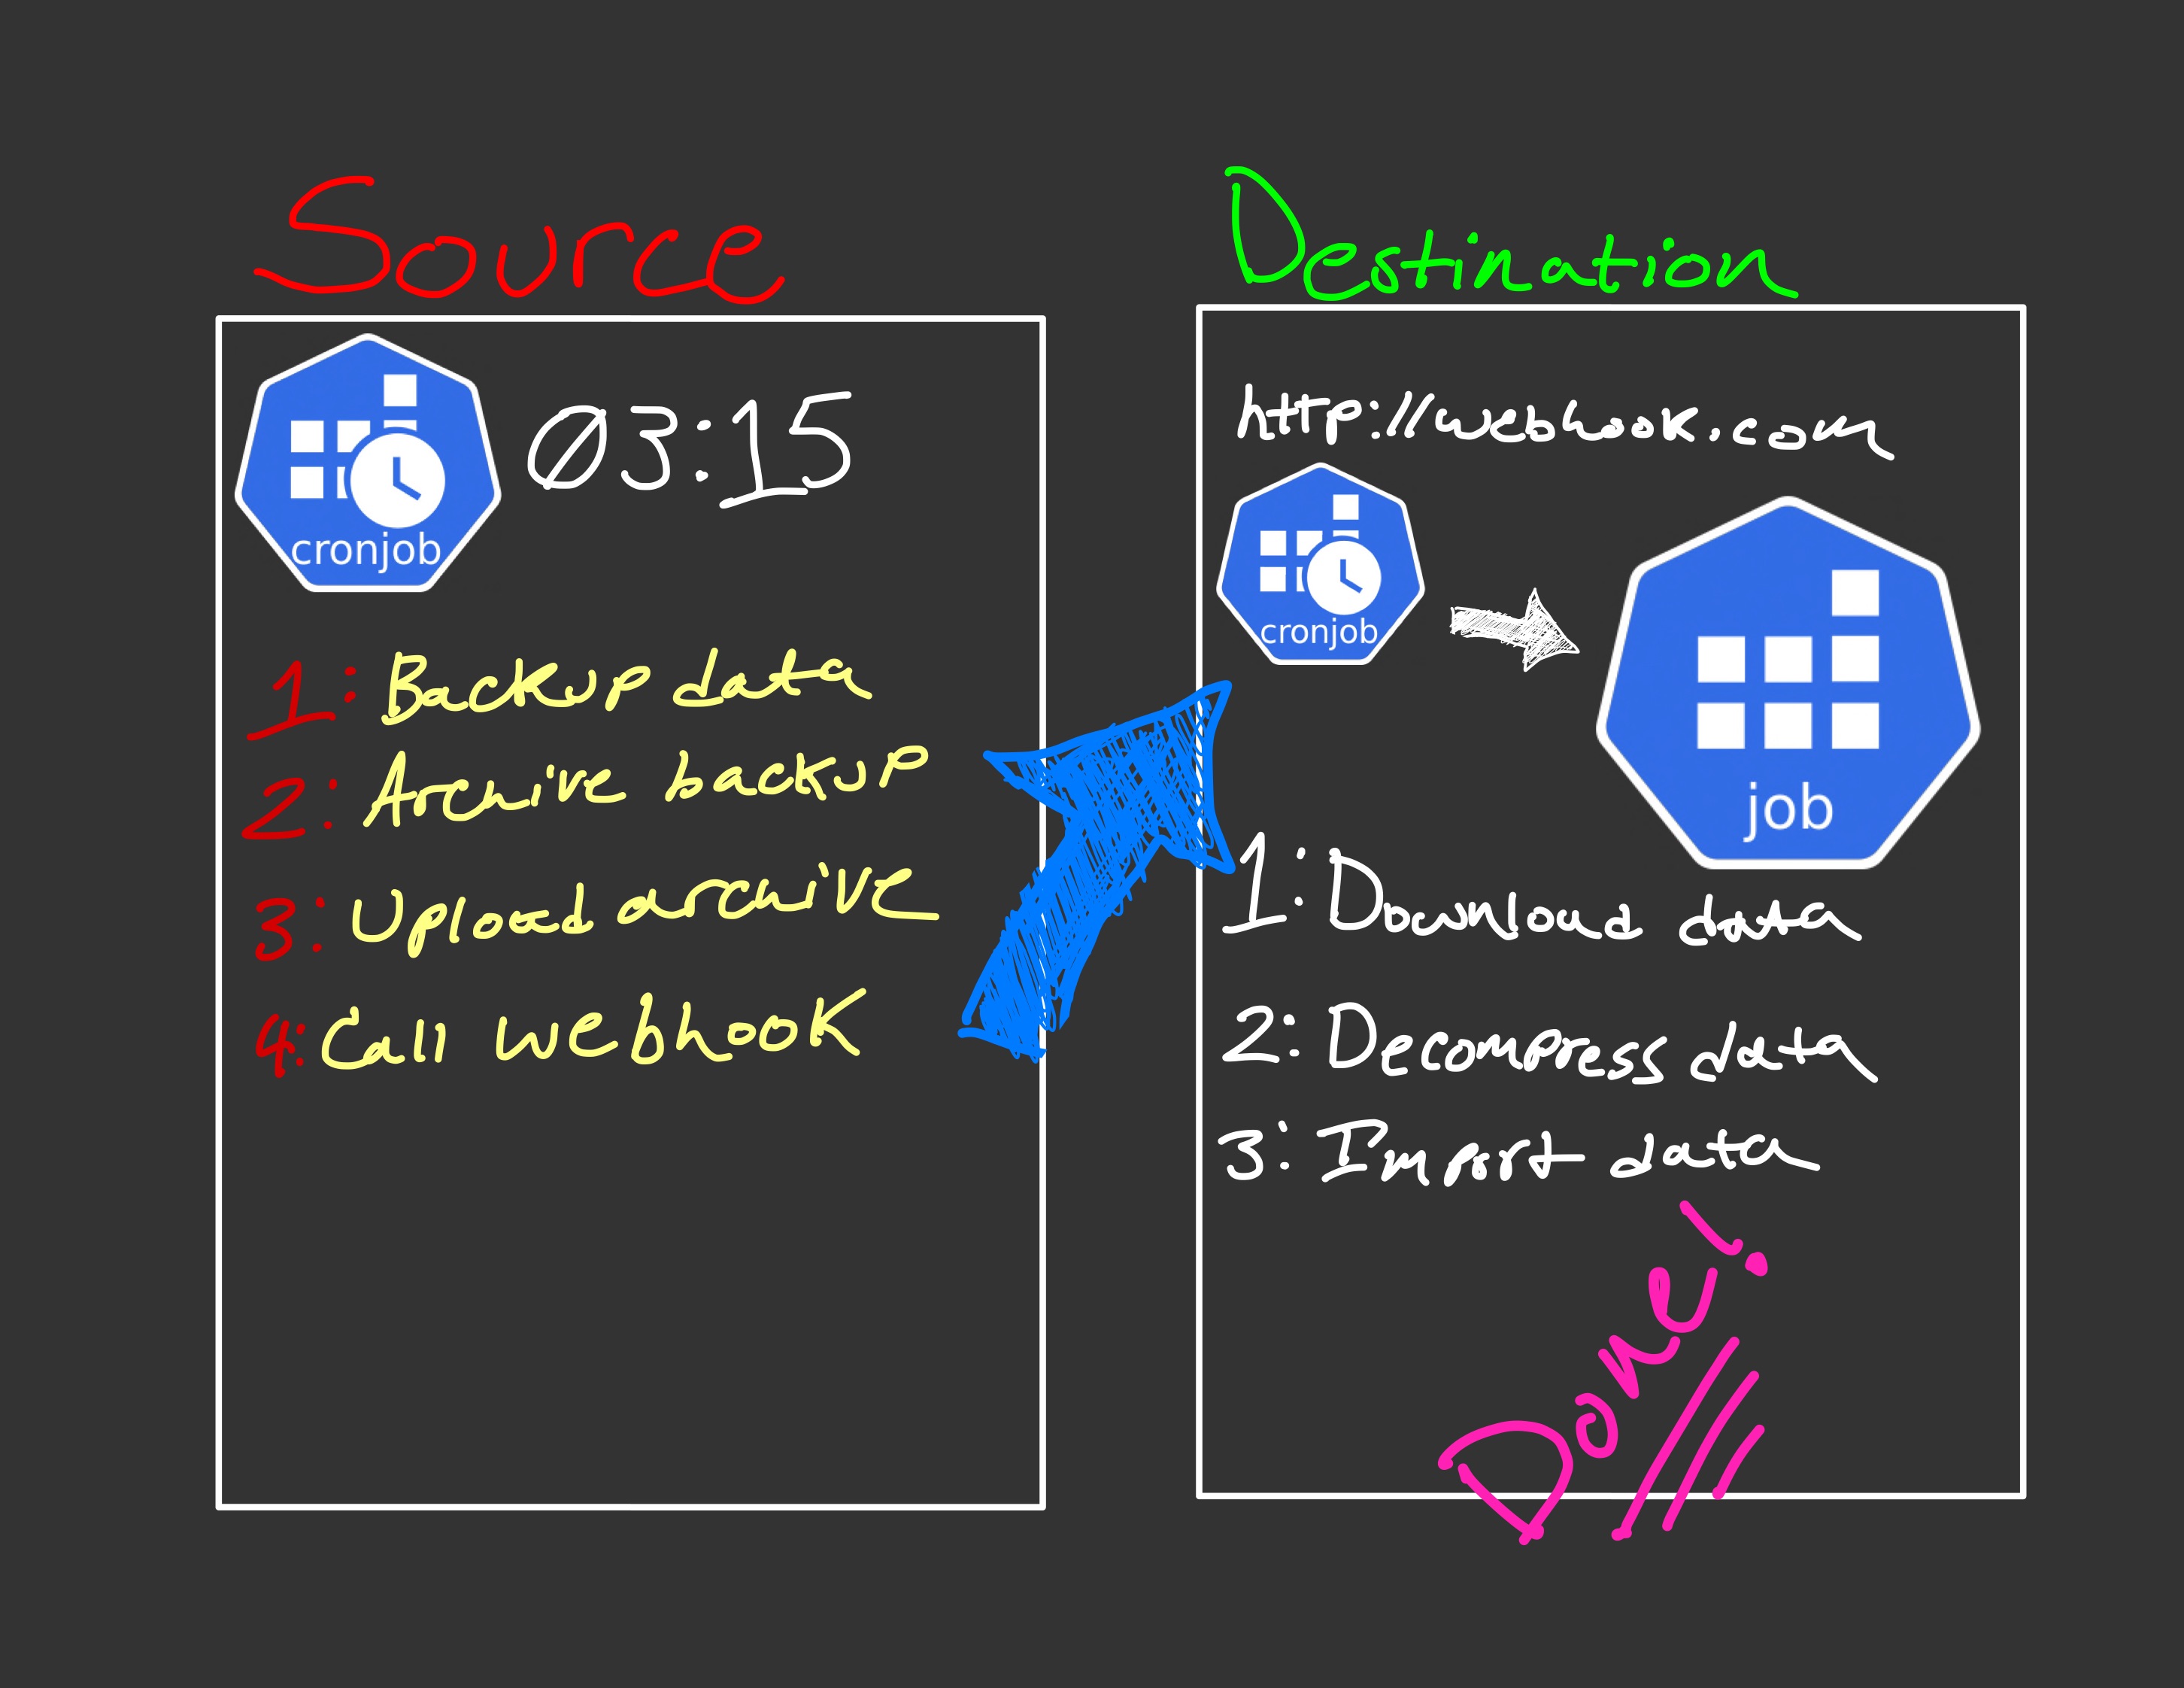 Source
cronjob
03:15
1: Backup data
2: Archive backup
3: Upload archive
4: Call webhook
Destination
http://webhook.com
cronjob
job
1: Download data
2: Decompress data
3: Import data
Done!